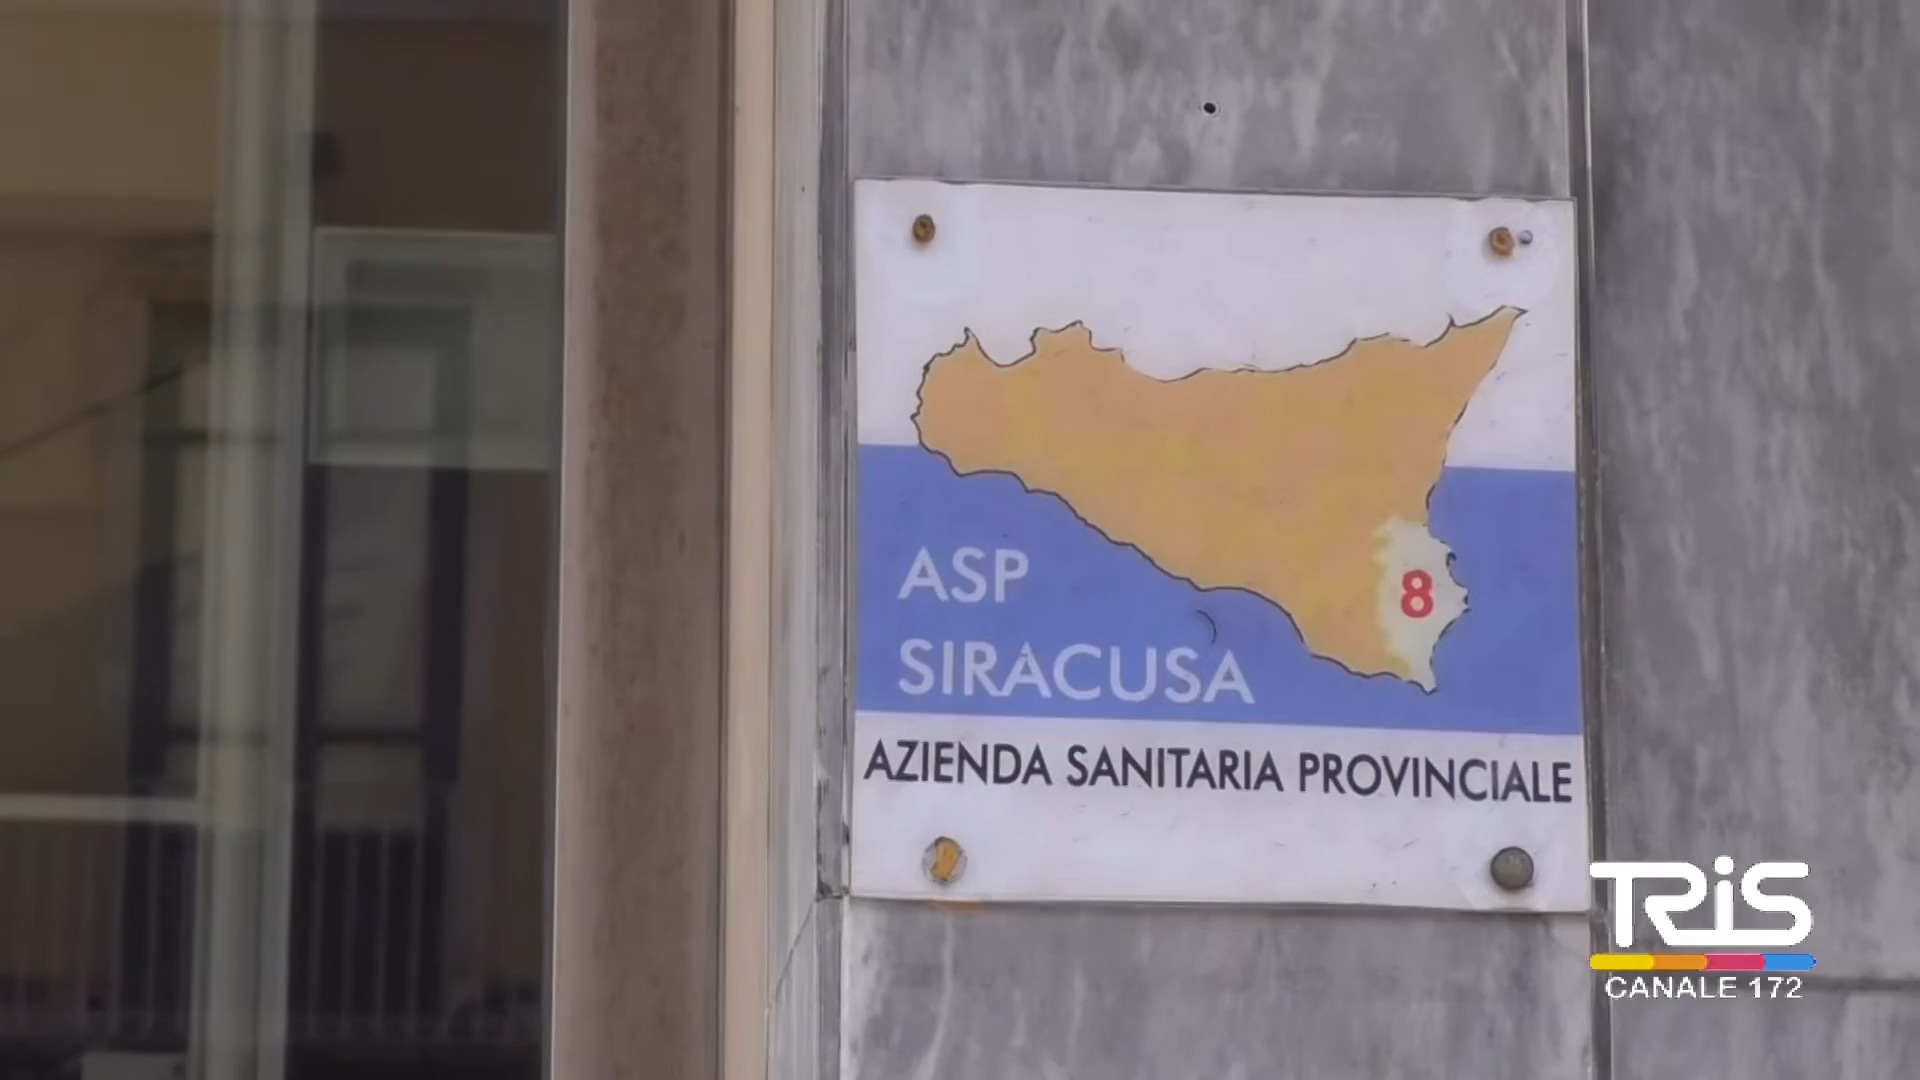 8
ASP
SIRACUSA
AZIENDA SANITARIA PROVINCIALE
TRiS
CANALE 172